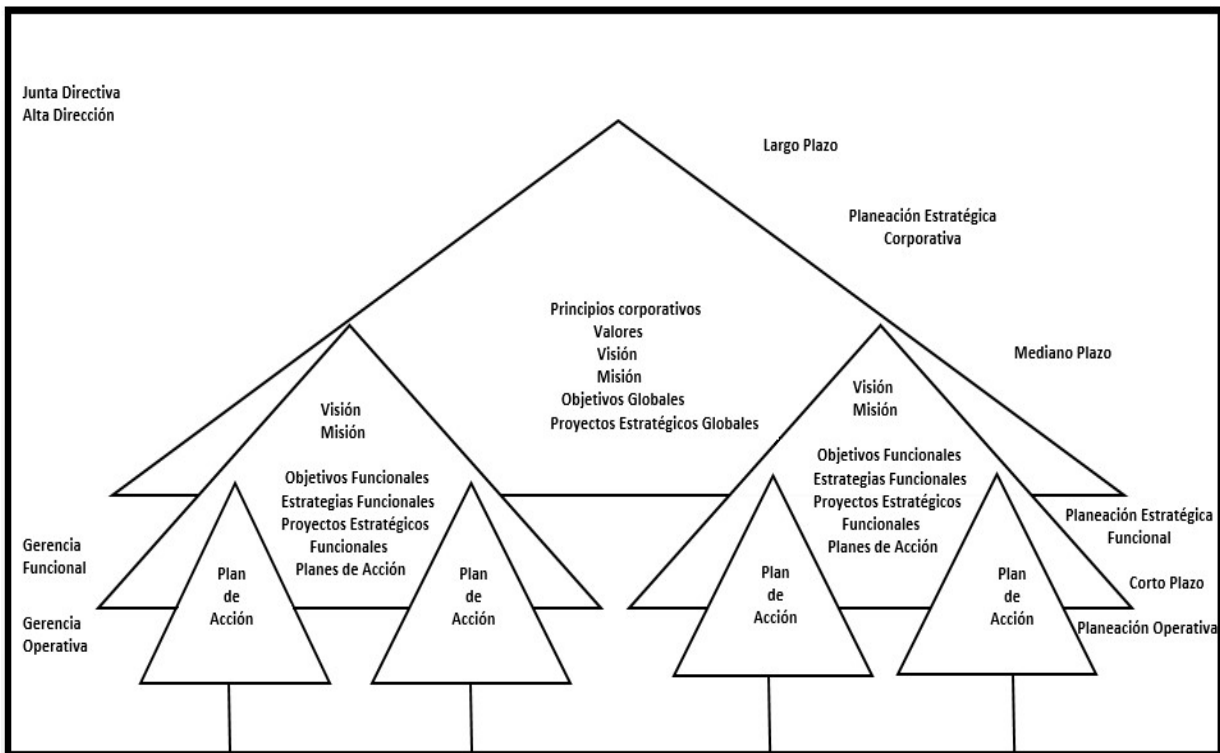 Junta Directiva
Alta Dirección
Largo Plazo
Planeación Estratégica
Corporativa
Principios corporativos
Valores
Visión
Misión
Objetivos Globales
Proyectos Estratégicos Globales
Mediano Plazo
Visión
Misión
Objetivos Funcionales
Estrategias Funcionales
Proyectos Estratégicos
Funcionales
Planes de Acción
Visión
Misión
Objetivos Funcionales
Estrategias Funcionales
Proyectos Estratégicos
Funcionales
Planes de Acción
Planeación Estratégica
Funcional
Gerencia
Funcional
Corto Plazo
Gerencia
Operativa
Plan
de
Acción
Plan
de
Acción
Plan
de
Acción
Plan
de
Acción
Planeación Operativa